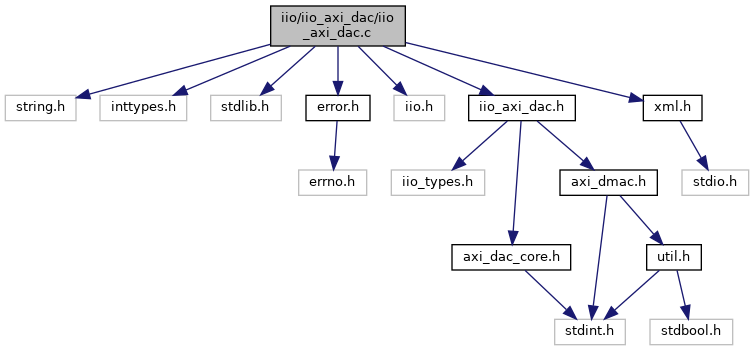 iio/iio_axi_dac/iio
_axi_dac.c
string.h
inttypes.h
stdlib.h
error.h
iio.h
iio_axi_dac.h
xml.h
errno.h
iio_types.h
axi_dmac.h
stdio.h
axi_dac_core.h
util.h
stdint.h
stdbool.h